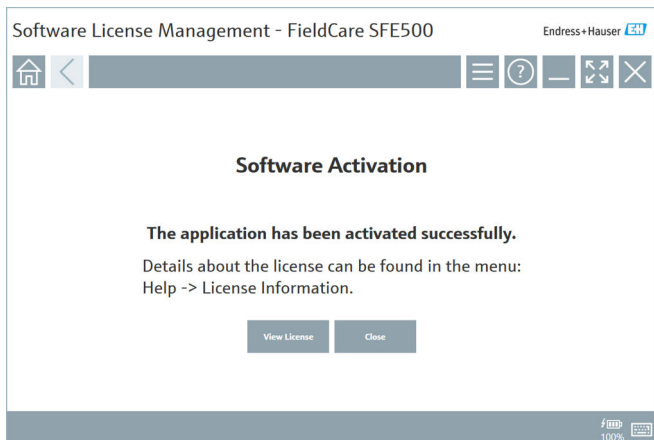 Software License Management - FieldCare SFE500
Endress+Hauser EH
?
Software Activation
The application has been activated successfully.
Details about the license can be found in the menu:
Help -> License Information.
View License
Close
100%